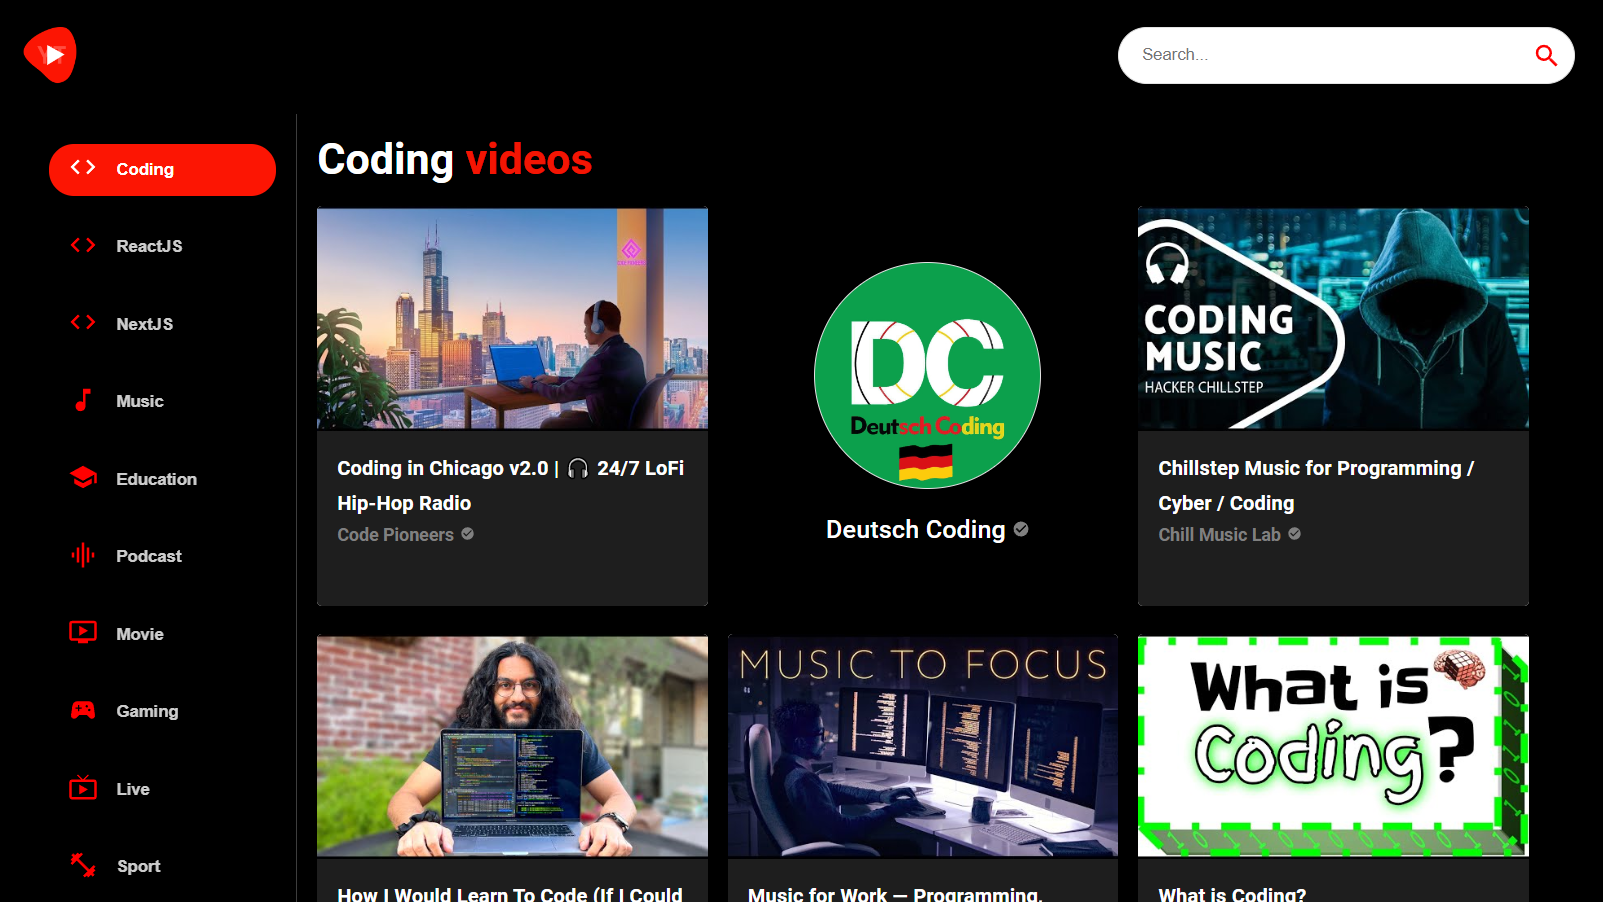 YT
Search...
Coding
ReactJS
NextJS
Music
Education
Podcast
Movie
Gaming
Live
Sport
Coding videos
Coding in Chicago v2.0 | 🎧 24/7 LoFi
Hip-Hop Radio
Code Pioneers
DC
Deutsch Coding
Deutsch Coding
CODING
MUSIC
HACKER CHILLSTEP
Chillstep Music for Programming /
Cyber / Coding
Chill Music Lab
How I Would Learn To Code (If I Could
MUSIC TO FOCUS
Music for Work — Programming,
What is
Coding?
What is Coding?